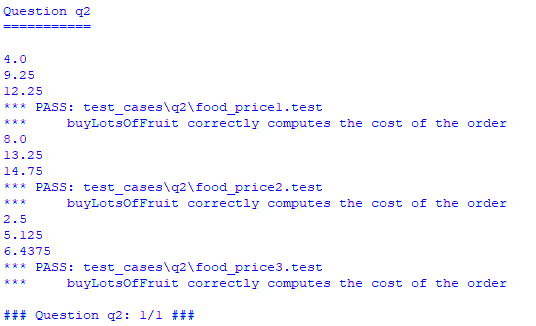 Question q2
===========
4.0
9.25
12.25
*** PASS: test_cases\q2\food_price1.test
***     buyLotsOfFruit correctly computes the cost of the order
8.0
13.25
14.75
*** PASS: test_cases\q2\food_price2.test
***     buyLotsOfFruit correctly computes the cost of the order
2.5
5.125
6.4375
*** PASS: test_cases\q2\food_price3.test
***     buyLotsOfFruit correctly computes the cost of the order
### Question q2: 1/1 ###